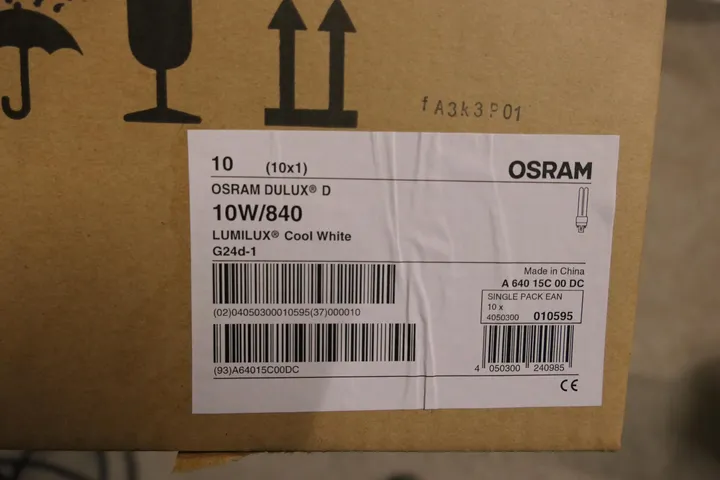 f A3k3P01
10 (10x1)
OSRAM
OSRAM DULUX® D
10W/840
LUMILUX® Cool White
G24d-1
Made in China
A 640 15C 00 DC
SINGLE PACK EAN
10 x
4050300 010595
(02)04050300010595(37)000010
(93)A64015C00DC
4 050300 240985
CE